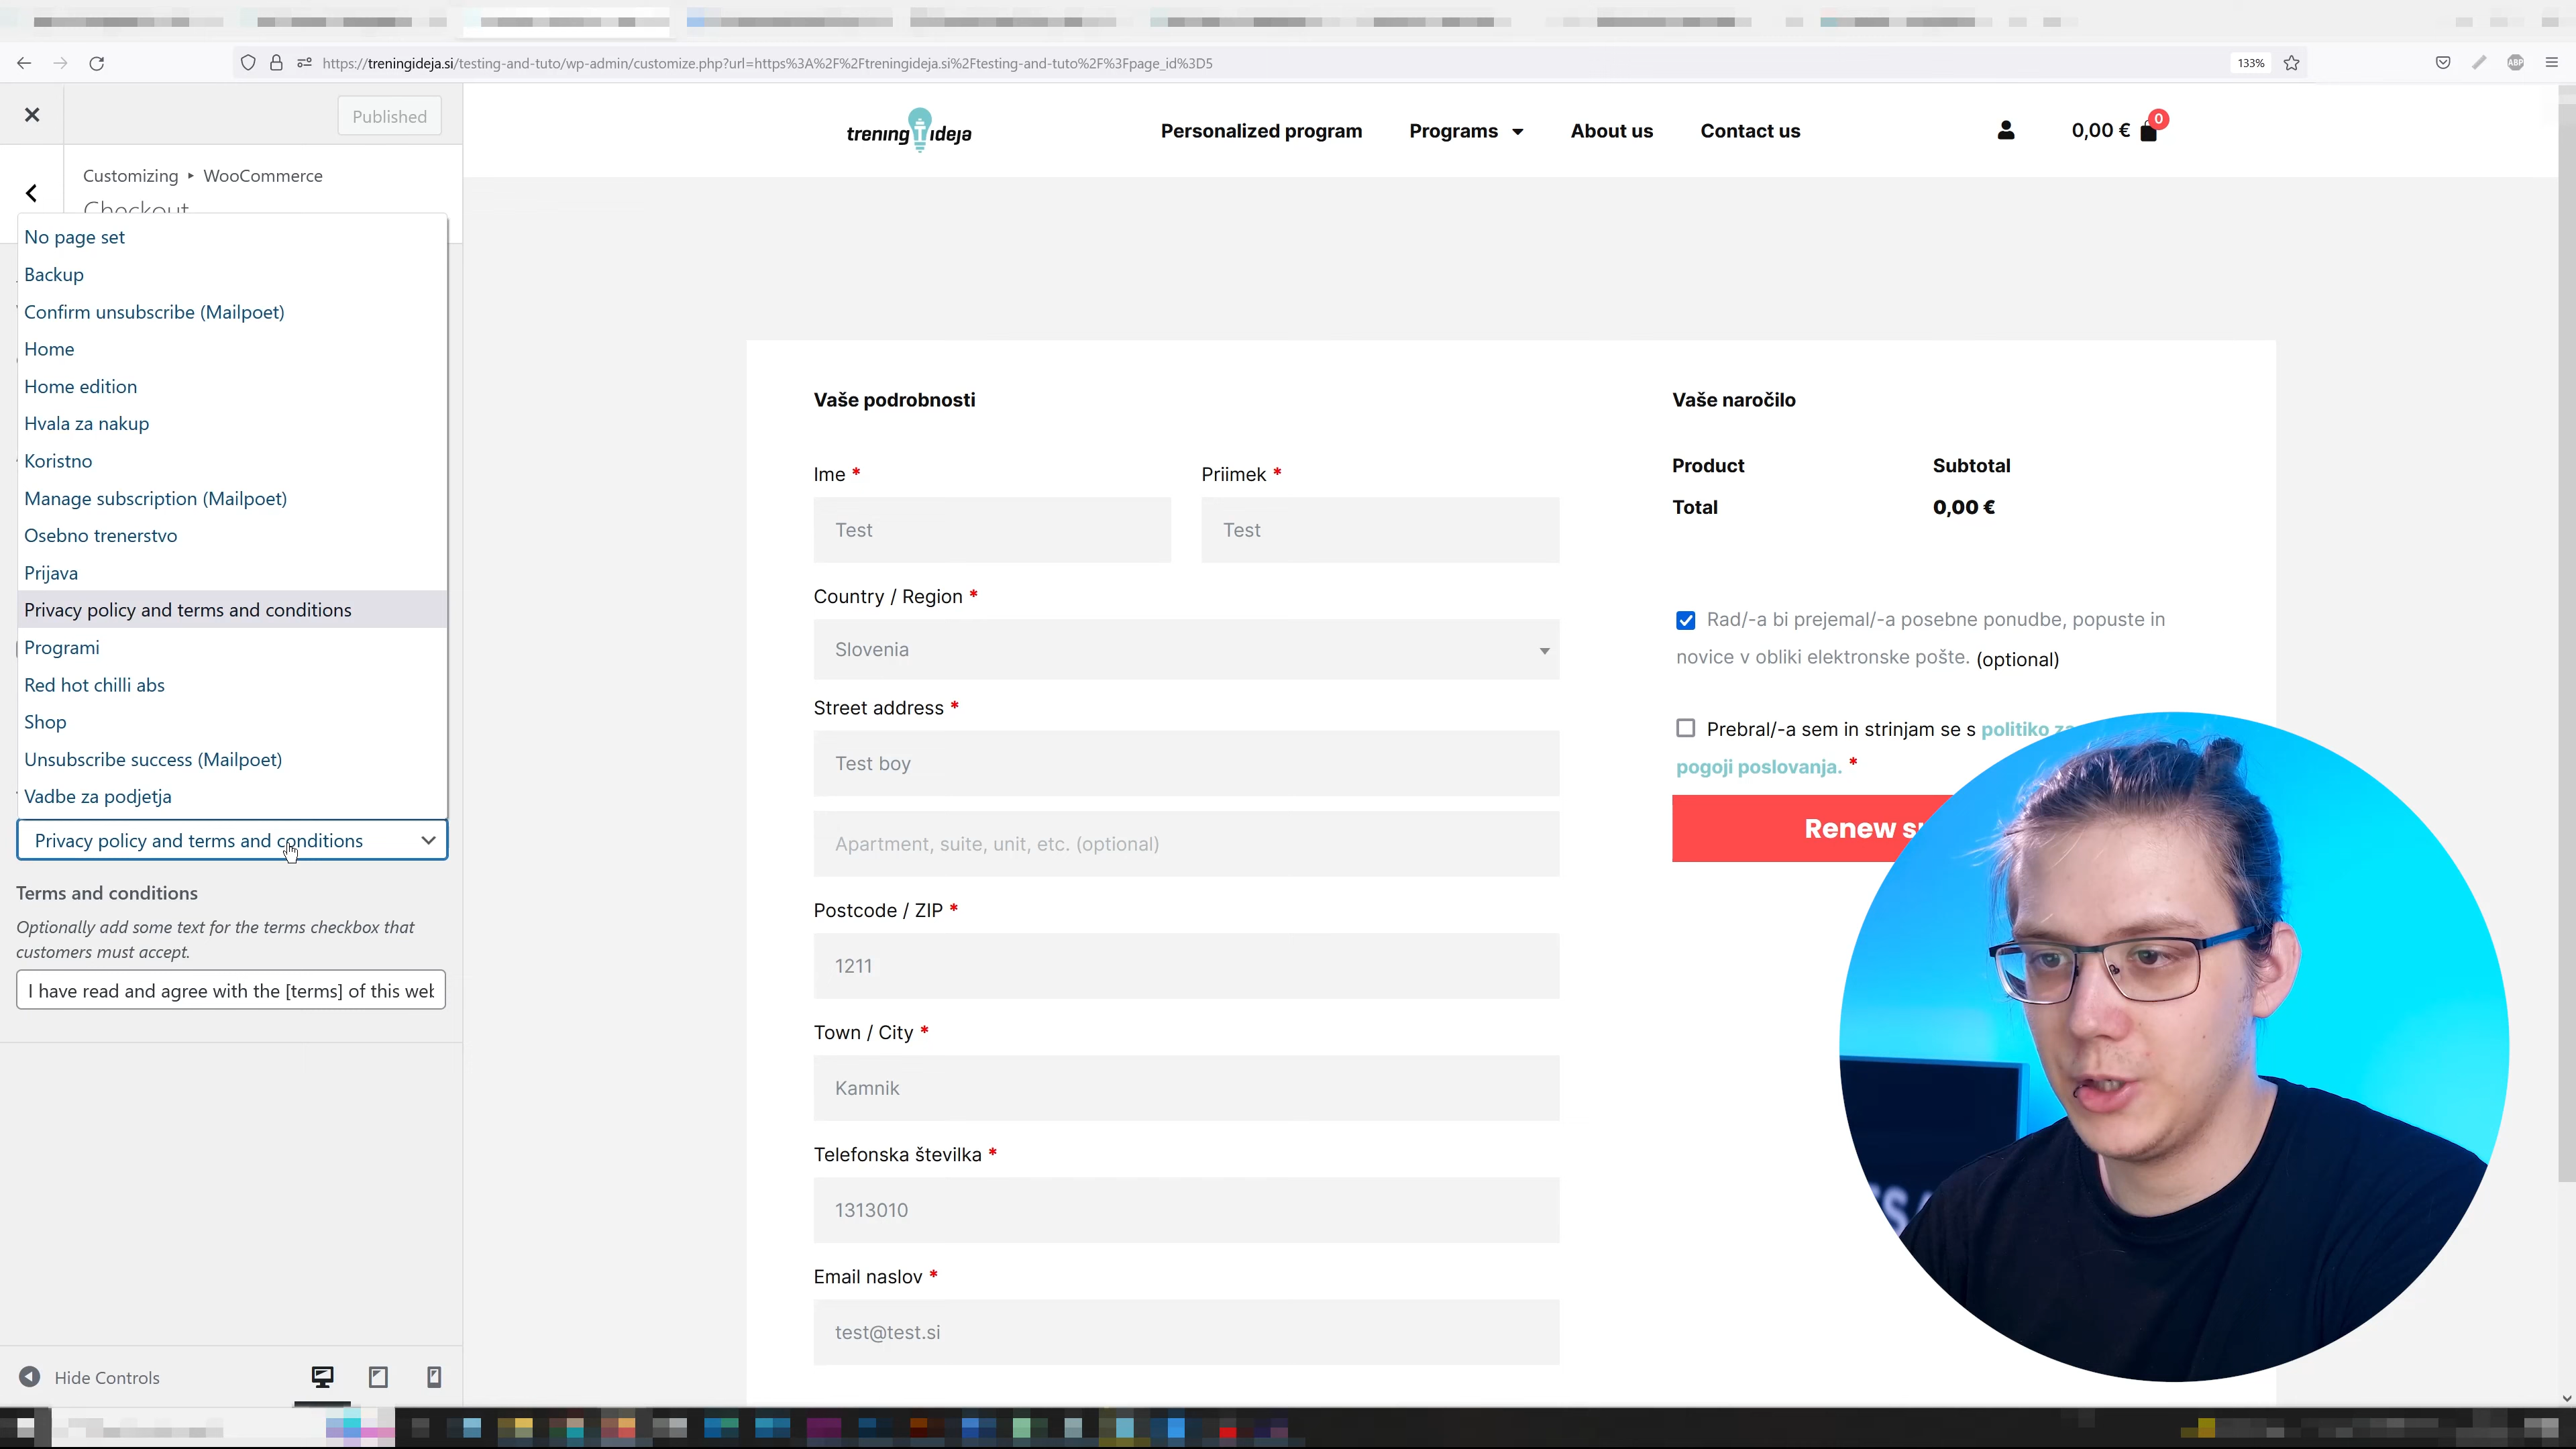 https://treningideja.si/testing-and-tuto/wp-admin/customize.php?url=https%3A%2F%2Ftreningideja.si%2Ftesting-and-tuto%2F%3Fpage_id%3D5
133%
ABP
Published
Customizing ▸ WooCommerce
Checkout
No page set
Backup
Confirm unsubscribe (Mailpoet)
Home
Home edition
Hvala za nakup
Koristno
Manage subscription (Mailpoet)
Osebno trenerstvo
Prijava
Privacy policy and terms and conditions
Programi
Red hot chilli abs
Shop
Unsubscribe success (Mailpoet)
Vadbe za podjetja
Privacy policy and terms and conditions
Terms and conditions
Optionally add some text for the terms checkbox that
customers must accept.
I have read and agree with the [terms] of this web
Hide Controls
trening ideja
Personalized program
Programs
About us
Contact us
0,00 €
0
Vaše podrobnosti
Ime *
Priimek *
Test
Test
Country / Region *
Slovenia
Street address *
Test boy
Apartment, suite, unit, etc. (optional)
Postcode / ZIP *
1211
Town / City *
Kamnik
Telefonska številka *
1313010
Email naslov *
test@test.si
Vaše naročilo
Product Subtotal
Total 0,00 €
Rad/-a bi prejemal/-a posebne ponudbe, popuste in
novice v obliki elektronske pošte. (optional)
Prebral/-a sem in strinjam se s politiko
pogoji poslovanja. *
Renew